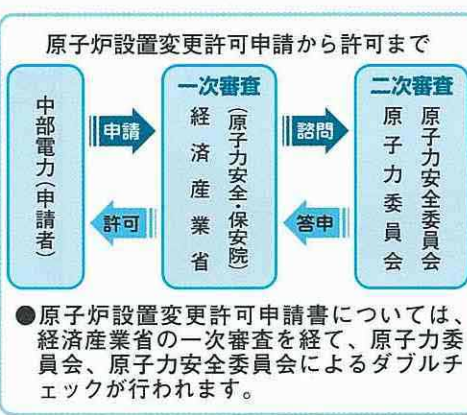 原子炉設置変更許可申請から許可まで
中部電力(申請者)
申請
許可
一次審査
経済産業省
(原子力安全・保安院)
諮問
答申
二次審査
原子力安全委員会
原子力委員会
●原子炉設置変更許可申請書については、
経済産業省の一次審査を経て、原子力委
員会、原子力安全委員会によるダブルチ
ェックが行われます。